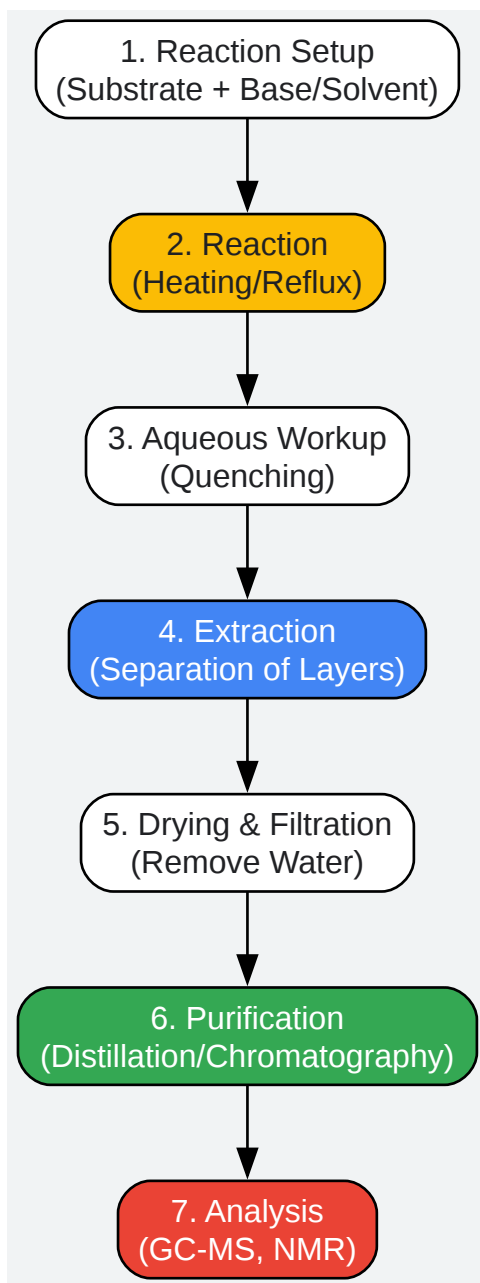 1. Reaction Setup
(Substrate + Base/Solvent)
2. Reaction
(Heating/Reflux)
3. Aqueous Workup
(Quenching)
4. Extraction
(Separation of Layers)
5. Drying & Filtration
(Remove Water)
6. Purification
(Distillation/Chromatography)
7. Analysis
(GC-MS, NMR)